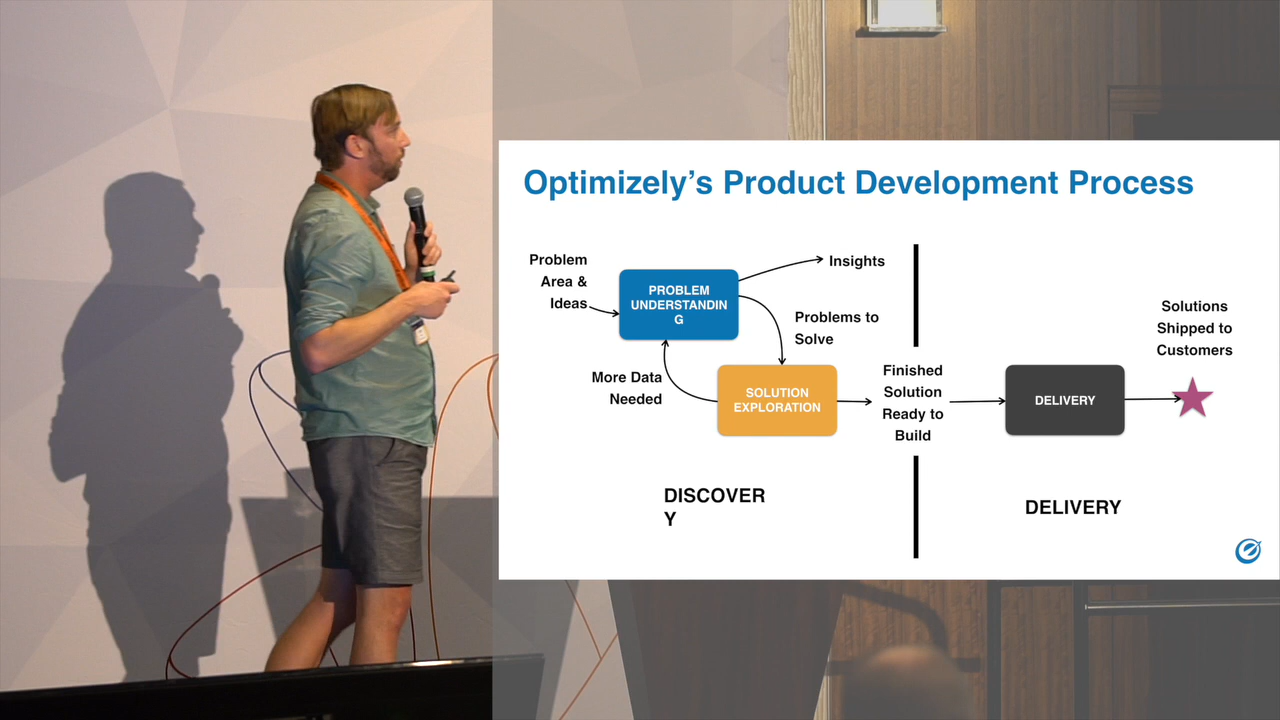 Optimizely’s Product Development Process
Problem
Area &
Ideas
PROBLEM
UNDERSTANDIN
G
Insights
Problems to
Solve
More Data
Needed
SOLUTION
EXPLORATION
Finished
Solution
Ready to
Build
DELIVERY
Solutions
Shipped to
Customers
DISCOVER
Y
DELIVERY